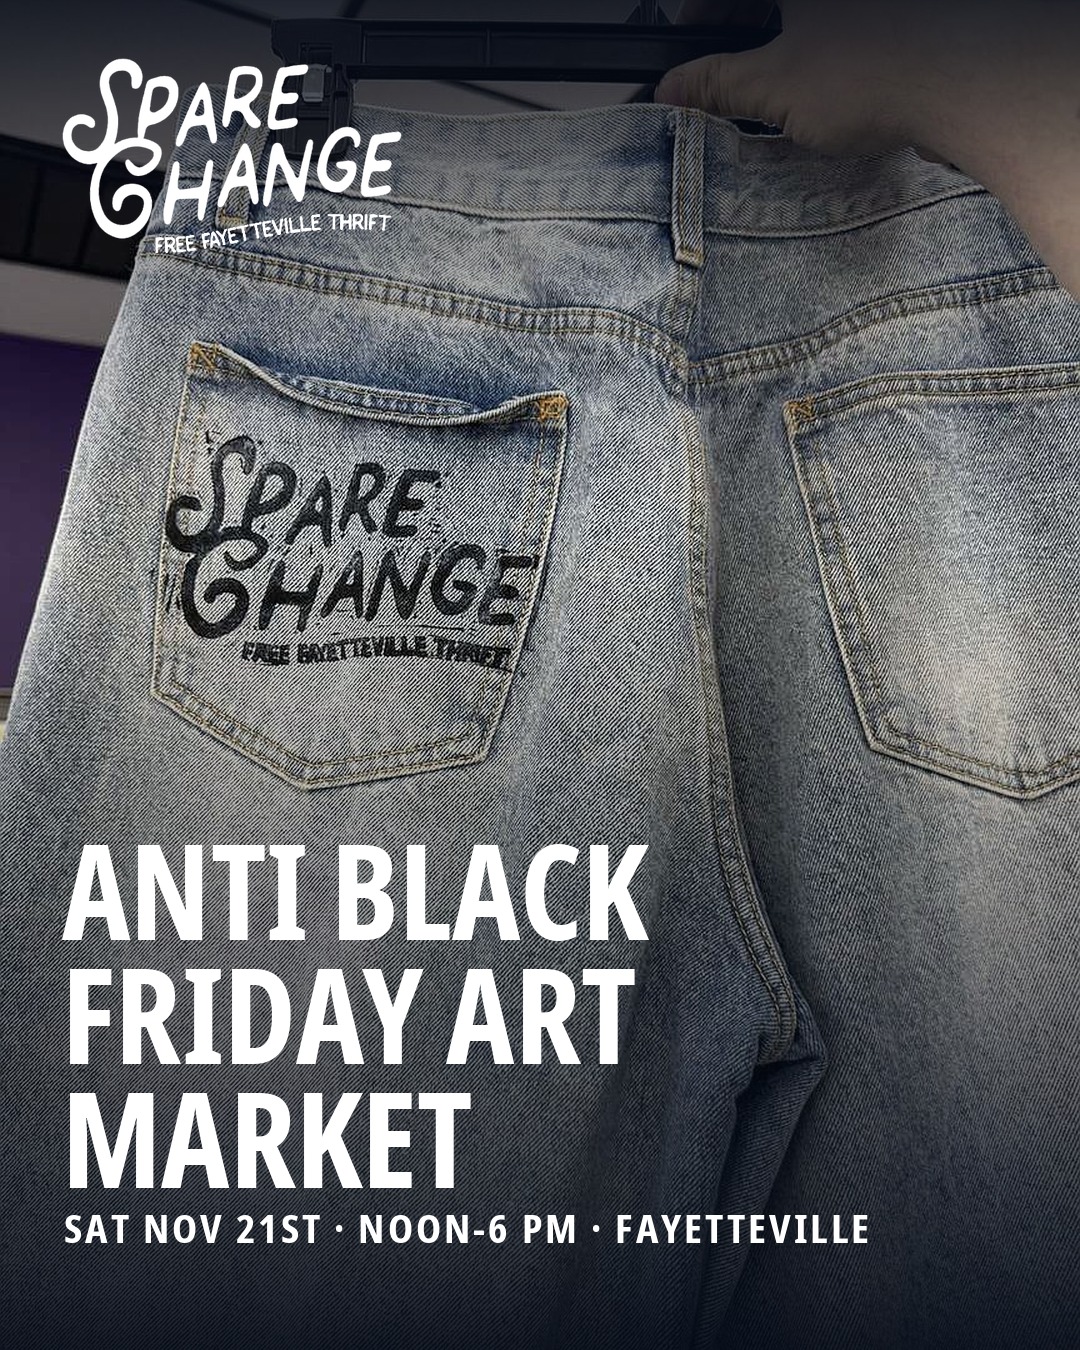 SPARE
CHANGE
FREE FAYETTEVILLE THRIFT
SPARE
CHANGE
FREE FAYETTEVILLE THRIFT
ANTI BLACK
FRIDAY ART
MARKET
SAT NOV 21ST · NOON-6 PM · FAYETTEVILLE